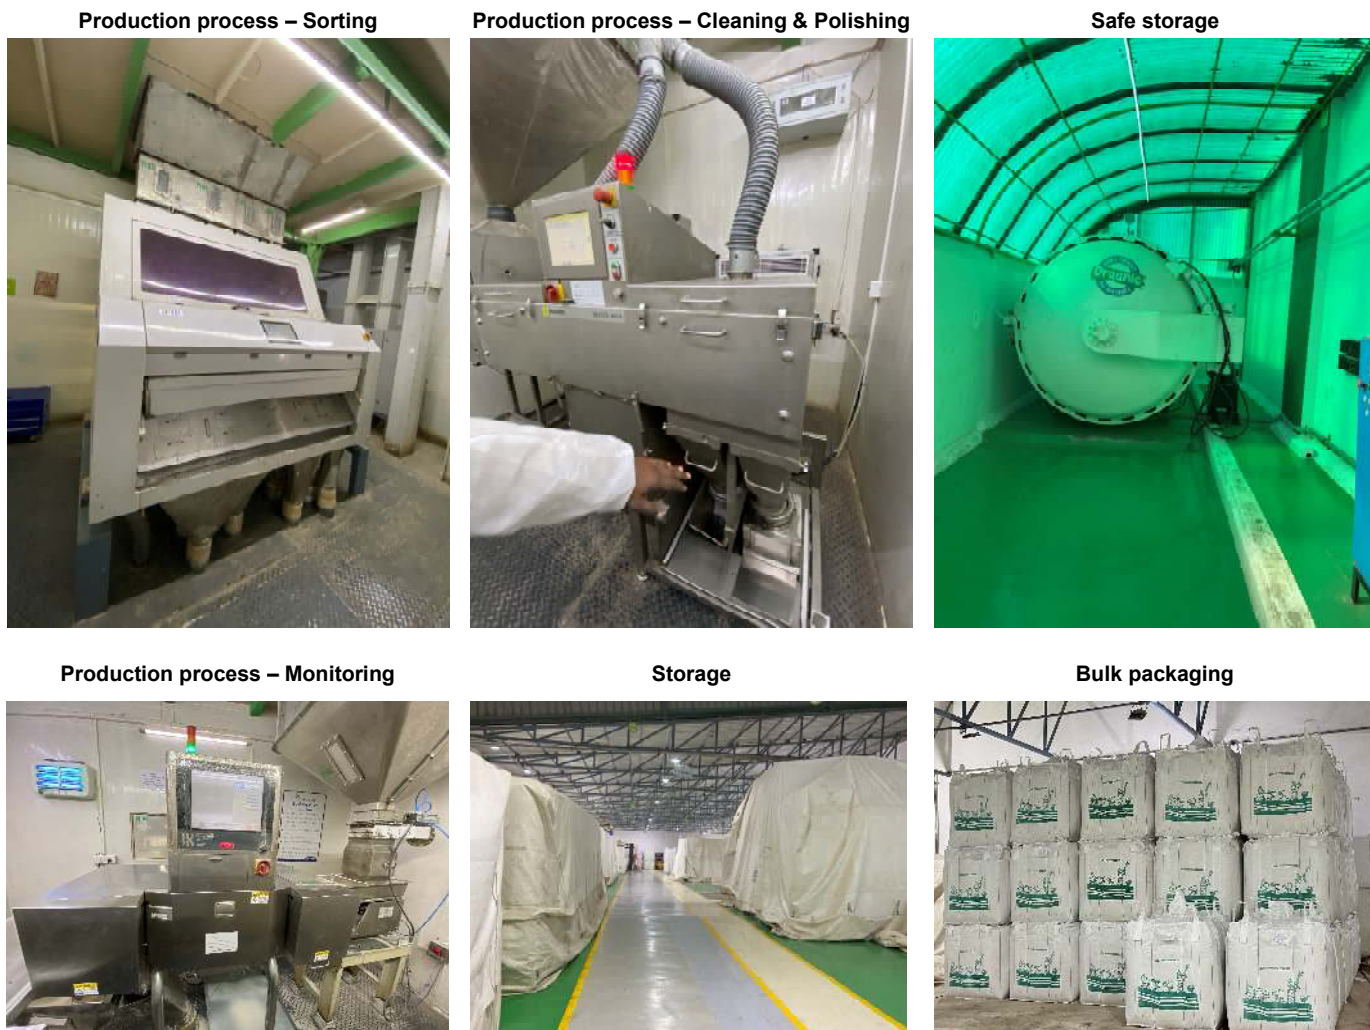 Production process – Sorting
Production process – Cleaning & Polishing
Safe storage
Production process – Monitoring
Storage
Bulk packaging